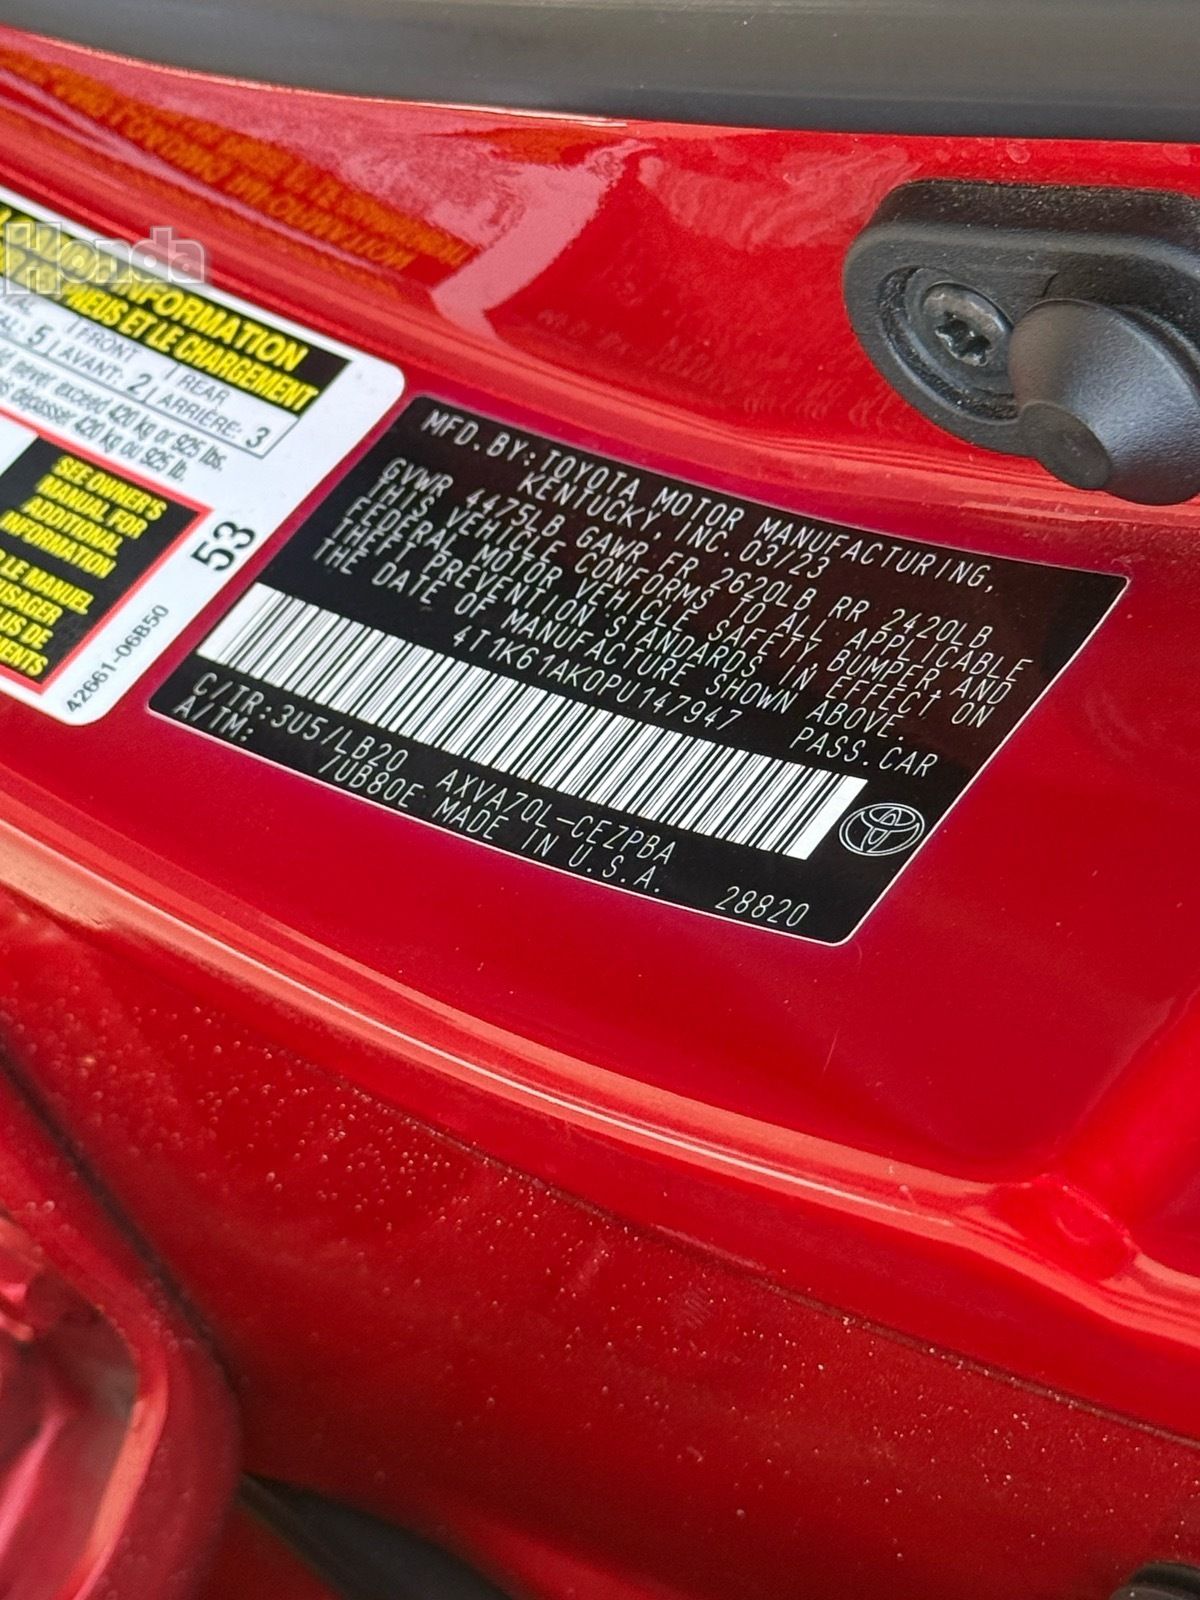 Honda
INFORMATION
PNEUS ET LE CHARGEMENT
FRONT
REAR
5
AVANT: 2
ARRIÈRE: 3
exceed 420 kg or 925 lbs.
dépasser 420 kg ou 925 lb.
SEE OWNER'S
MANUAL FOR
ADDITIONAL
INFORMATION
LE MANUEL
PLUS DE
53
42661-06B50
MFD. BY: TOYOTA MOTOR MANUFACTURING,
KENTUCKY, INC. 03/23
GVWR 4475LB GAWR FR 2620LB RR 2420LB
THIS VEHICLE CONFORMS TO ALL APPLICABLE
FEDERAL MOTOR VEHICLE SAFETY, BUMPER AND
THEFT PREVENTION STANDARDS IN EFFECT ON
THE DATE OF MANUFACTURE SHOWN ABOVE.
4T1K61AK0PU147947 PASS. CAR
C/TR:3U5/LB20 AXVA70L-CEZPBA
A/TM: 7UB80E MADE IN U.S.A. 28820